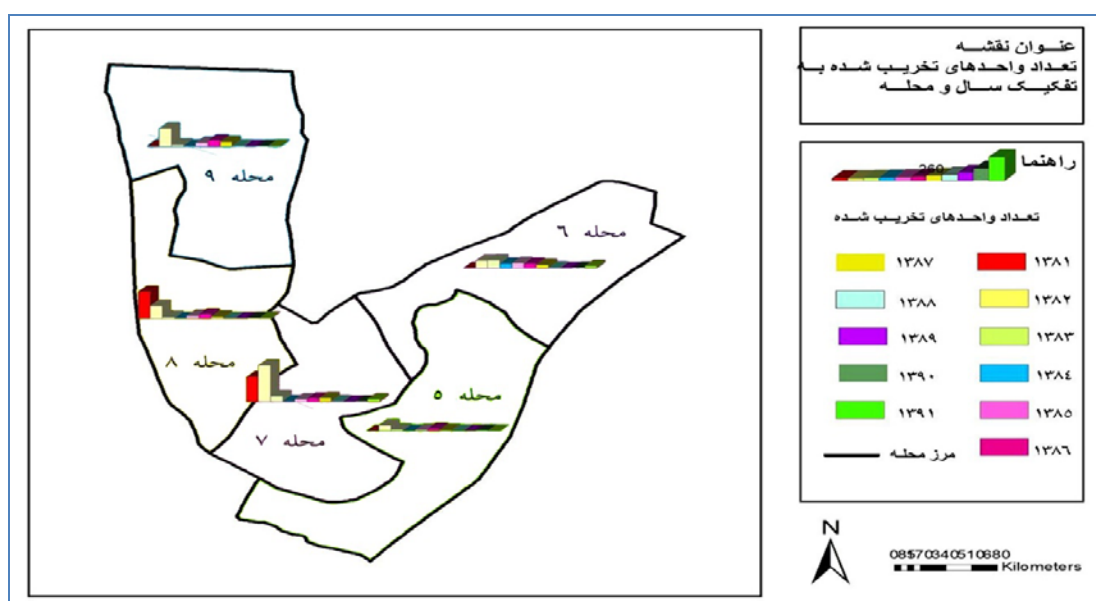 عنوان نقشه
تعداد واحدهای تخریب شده به
تفکیک سال و محله
راهنما
260
تعداد واحدهای تخریب شده
۱۳۸۱
۱۳۸۷
۱۳۸۲
۱۳۸۸
۱۳۸۳
۱۳۸۹
۱۳۸٤
۱۳۹۰
۱۳۸۵
۱۳۹۱
۱۳۸٦
مرز محله
N
Kilometers
محله ۹
محله ٦
محله ۸
محله ۵
محله ۷